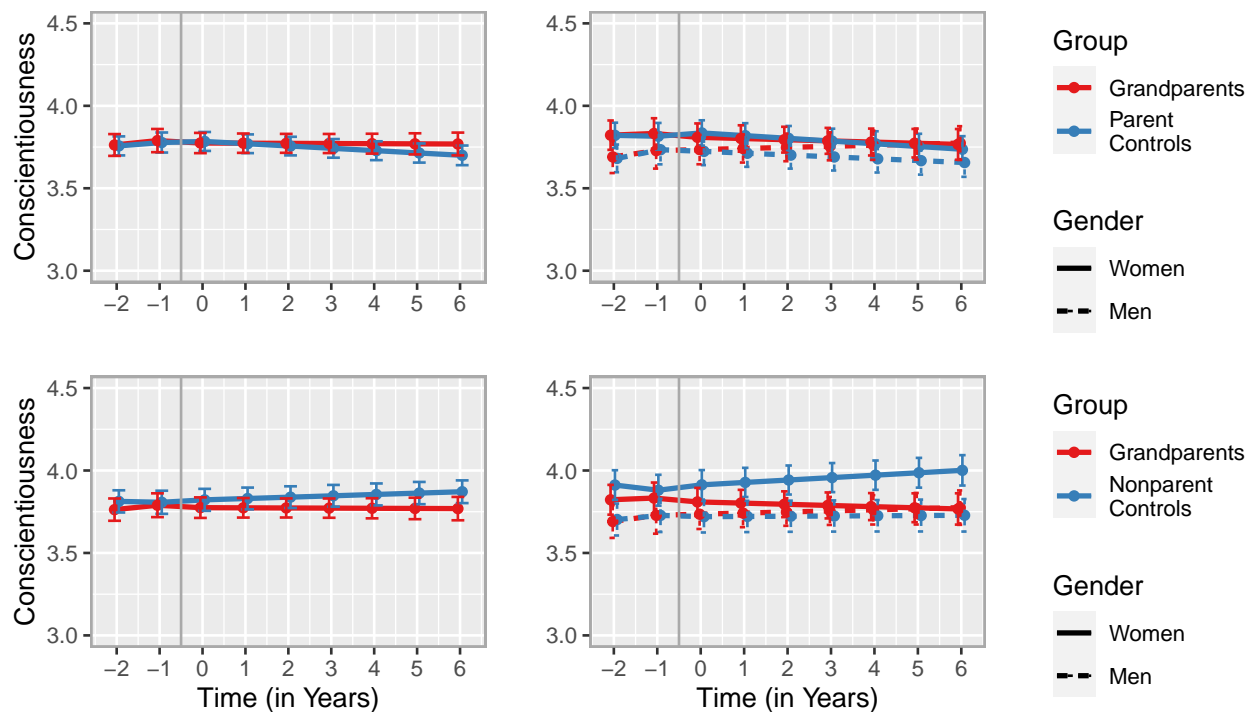 Conscientiousness
4.5
4.0
3.5
3.0
−2 −1 0 1 2 3 4 5 6
4.5
4.0
3.5
3.0
−2 −1 0 1 2 3 4 5 6
Group
Grandparents
Parent
Controls
Gender
Women
Men
Conscientiousness
4.5
4.0
3.5
3.0
−2 −1 0 1 2 3 4 5 6
Time (in Years)
4.5
4.0
3.5
3.0
−2 −1 0 1 2 3 4 5 6
Time (in Years)
Group
Grandparents
Nonparent
Controls
Gender
Women
Men